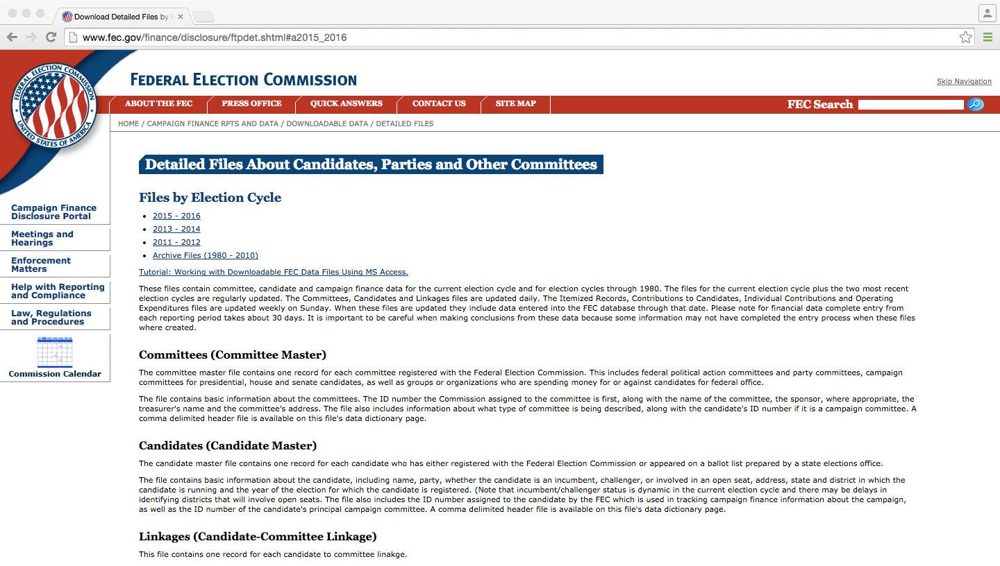 Download Detailed Files by
www.fec.gov/finance/disclosure/ftpdet.shtml#a2015_2016
FEDERAL ELECTION COMMISSION
UNITED STATES OF AMERICA
FEDERAL ELECTION COMMISSION
Skip Navigation
ABOUT THE FEC
PRESS OFFICE
QUICK ANSWERS
CONTACT US
SITE MAP
FEC Search
HOME / CAMPAIGN FINANCE RPTS AND DATA / DOWNLOADABLE DATA / DETAILED FILES
Campaign Finance
Disclosure Portal
Meetings and
Hearings
Enforcement
Matters
Help with Reporting
and Compliance
Law, Regulations
and Procedures
Commission Calendar
Detailed Files About Candidates, Parties and Other Committees
Files by Election Cycle
2015 - 2016
2013 - 2014
2011 - 2012
Archive Files (1980 - 2010)
Tutorial: Working with Downloadable FEC Data Files Using MS Access.
These files contain committee, candidate and campaign finance data for the current election cycle and for election cycles through 1980. The files for the current election cycle plus the two most recent
election cycles are regularly updated. The Committees, Candidates and Linkages files are updated daily. The Itemized Records, Contributions to Candidates, Individual Contributions and Operating
Expenditures files are updated weekly on Sunday. When these files are updated they include data entered into the FEC database through that date. Please note for financial data complete entry from
each reporting period takes about 30 days. It is important to be careful when making conclusions from these data because some information may not have completed the entry process when these files
where created.
Committees (Committee Master)
The committee master file contains one record for each committee registered with the Federal Election Commission. This includes federal political action committees and party committees, campaign
committees for presidential, house and senate candidates, as well as groups or organizations who are spending money for or against candidates for federal office.
The file contains basic information about the committees. The ID number the Commission assigned to the committee is first, along with the name of the committee, the sponsor, where appropriate, the
treasurer's name and the committee's address. The file also includes information about what type of committee is being described, along with the candidate's ID number if it is a campaign committee. A
comma delimited header file is available on this file's data dictionary page.
Candidates (Candidate Master)
The candidate master file contains one record for each candidate who has either registered with the Federal Election Commission or appeared on a ballot list prepared by a state elections office.
The file contains basic information about the candidate, including name, party, whether the candidate is an incumbent, challenger, or involved in an open seat, address, state and district in which the
candidate is running and the year of the election for which the candidate is registered. (Note that incumbent/challenger status is dynamic in the current election cycle and there may be delays in
identifying districts that will involve open seats. The file also includes the ID number assigned to the candidate by the FEC which is used in tracking campaign finance information about the campaign,
as well as the ID number of the candidate's principal campaign committee. A comma delimited header file is available on this file's data dictionary page.
Linkages (Candidate-Committee Linkage)
This file contains one record for each candidate to committee linakge.